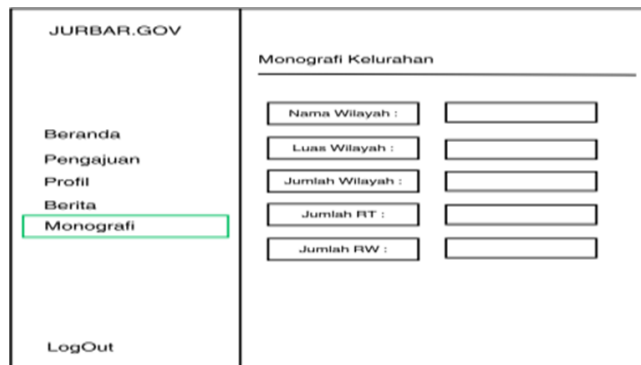 JURBAR.GOV
Beranda
Pengajuan
Profil
Berita
Monografi
LogOut
Monografi Kelurahan
Nama Wilayah :
Luas Wilayah :
Jumlah Wilayah :
Jumlah RT :
Jumlah RW :